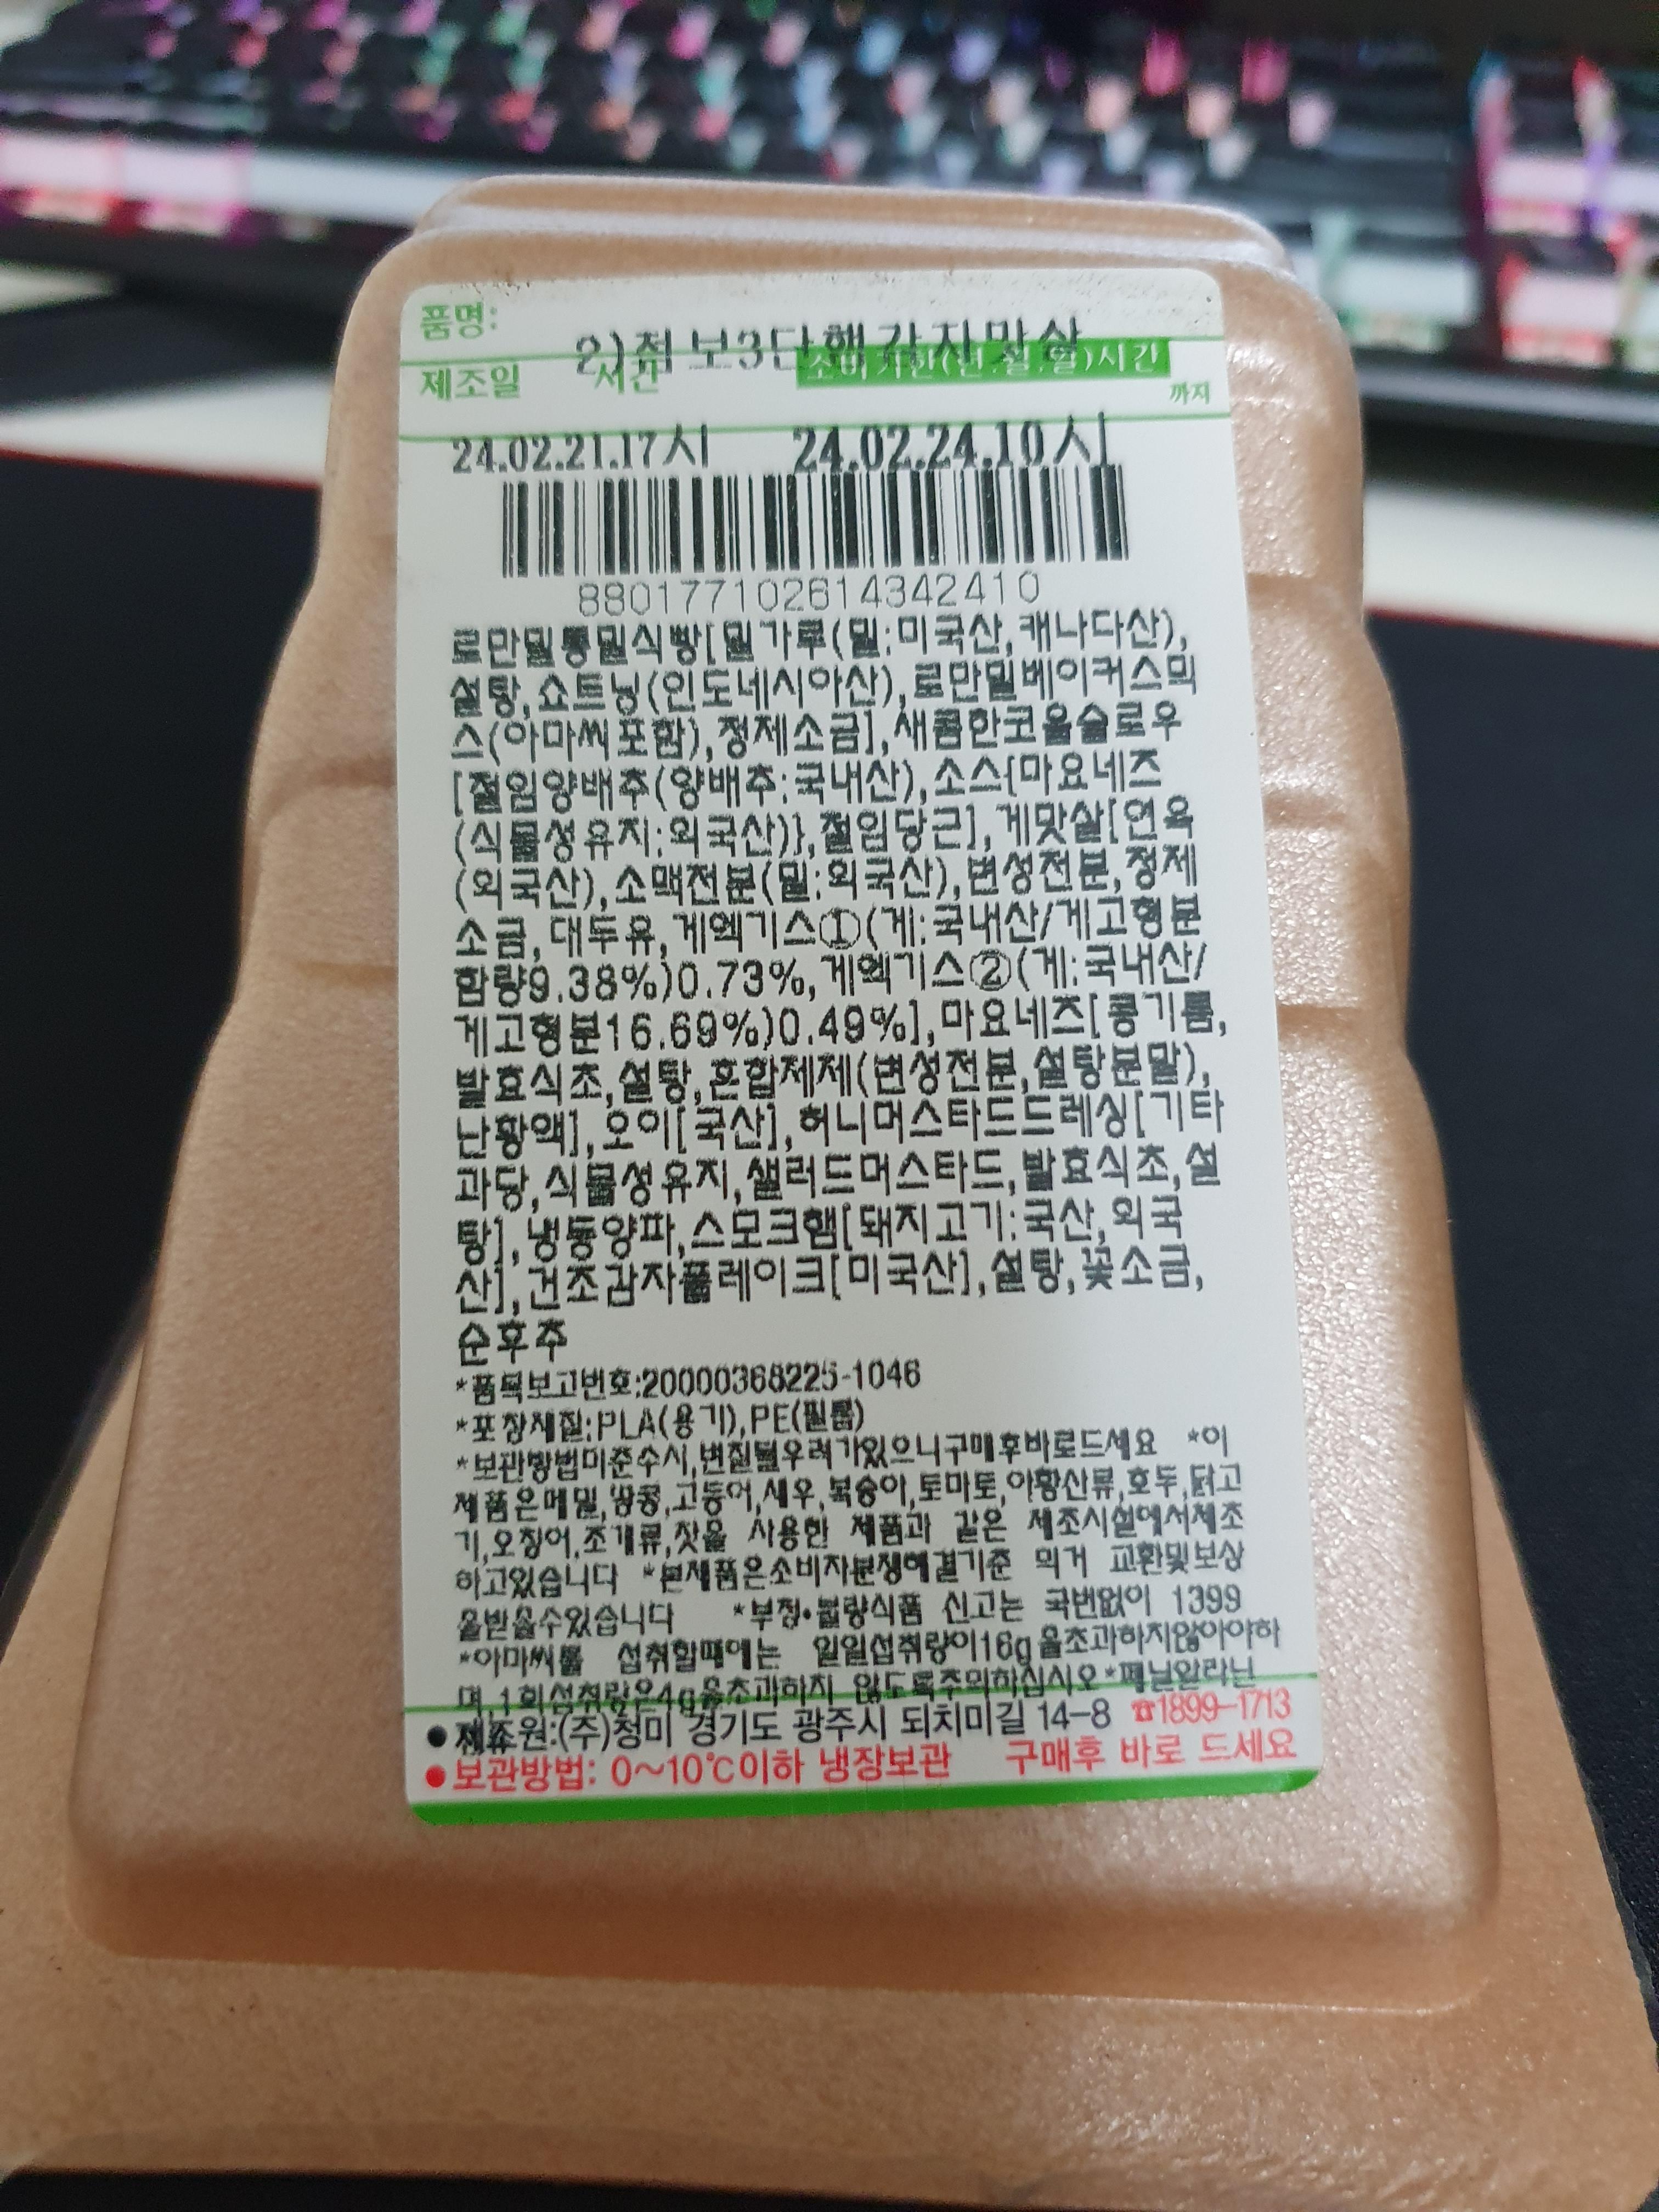 품명:
2)점보3단햄감자맛살
제조일 시간 소비기한(년.월.일)시간
까지
24.02.21.17시 24.02.24.10시
880177102614342410
로만밀통밀식빵[밀가루(밀:미국산,캐나다산),
설탕,쇼트닝(인도네시아산),로만밀베이커스믹
스(아마씨포함),정제소금],새콤한코울슬로우
[절임양배추(양배추:국내산),소스{마요네즈
(식물성유지:외국산)},절임당근],게맛살[연육
(외국산),소맥전분(밀:외국산),변성전분,정제
소금,대두유,게엑기스①(게:국내산/게고형분
함량9.38%)0.73%,게엑기스②(게:국내산/
게고형분16.69%)0.49%],마요네즈[콩기름,
발효식초,설탕,혼합제제(변성전분,설탕분말),
난황액],오이[국산],허니머스타드드레싱[기타
과당,식물성유지,샐러드머스타드,발효식초,설
탕],냉동양파,스모크햄[돼지고기:국산,외국
산],건조감자플레이크[미국산],설탕,꽃소금,
순후추
*품목보고번호:20000368225-1046
*포장재질:PLA(용기),PE(필름)
*보관방법미준수시,변질될우려가있으니구매후바로드세요 *이
제품은메밀,땅콩,고등어,새우,복숭아,토마토,아황산류,호두,닭고
기,오징어,조개류,잣을 사용한 제품과 같은 제조시설에서제조
하고있습니다 *본제품은소비자분쟁해결기준 의거 교환및보상
을받을수있습니다 *부정•불량식품 신고는 국번없이 1399
*아마씨를 섭취할때에는 일일섭취량이16g을초과하지않아야하
며,1회섭취량은4g을초과하지 않도록주의하십시오*페닐알라닌
●제조원:(주)청미 경기도 광주시 되치미길 14-8 ☎1899-1713
●보관방법: 0~10℃이하 냉장보관 구매후 바로 드세요